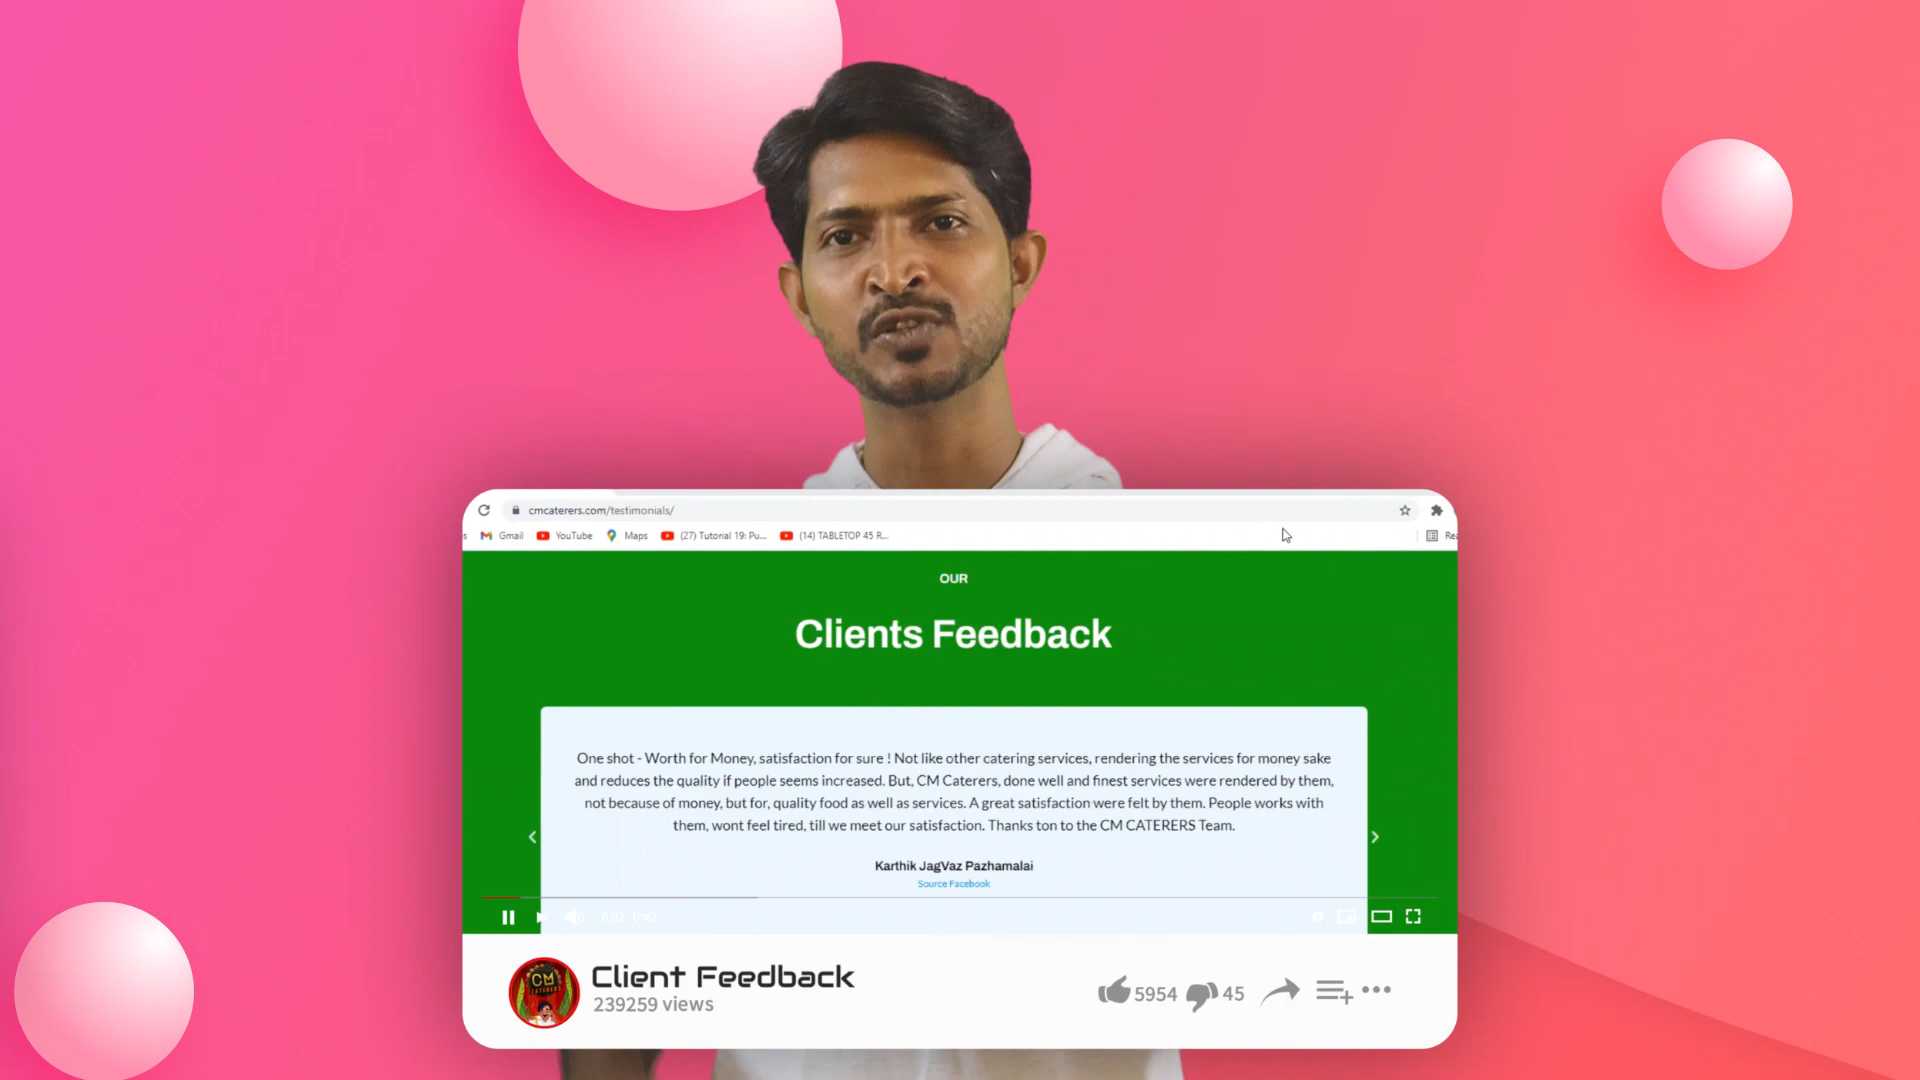 cmcaterers.com/testimonials/
s Gmail YouTube Maps (27) Tutorial 19: Pu... (14) TABLETOP 45 R...
OUR
Clients Feedback
One shot - Worth for Money, satisfaction for sure ! Not like other catering services, rendering the services for money sake
and reduces the quality if people seems increased. But, CM Caterers, done well and finest services were rendered by them,
not because of money, but for, quality food as well as services. A great satisfaction were felt by them. People works with
them, wont feel tired, till we meet our satisfaction. Thanks ton to the CM CATERERS Team.
Karthik JagVaz Pazhamalai
Source Facebook
CM
CATERERS
Client Feedback
239259 views
5954 45